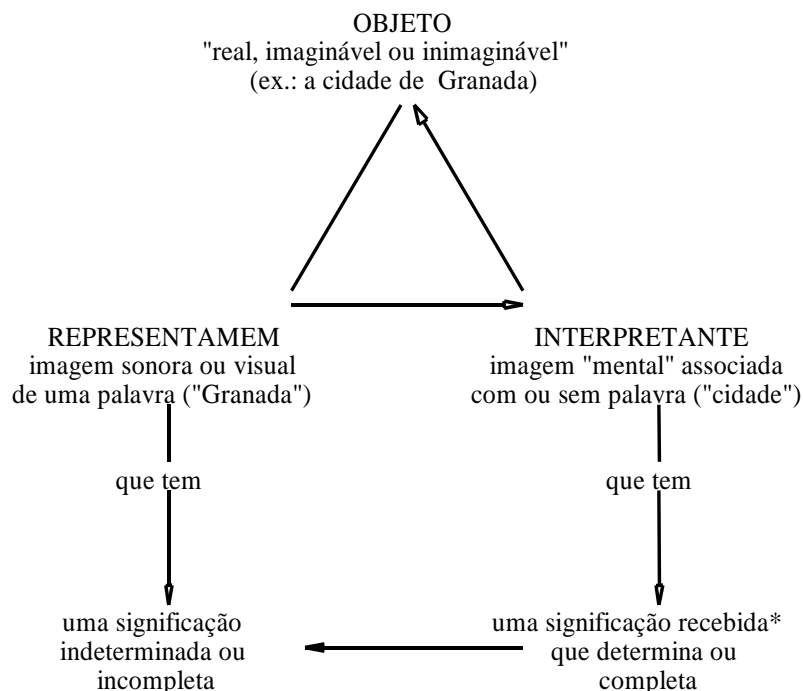 OBJETO
"real, imaginável ou inimaginável"
(ex.: a cidade de Granada)
REPRESENTAMEM
imagem sonora ou visual
de uma palavra ("Granada")
INTERPRETANTE
imagem "mental" associada
com ou sem palavra ("cidade")
que tem
que tem
uma significação
indeterminada ou
incompleta
uma significação recebida*
que determina ou
completa